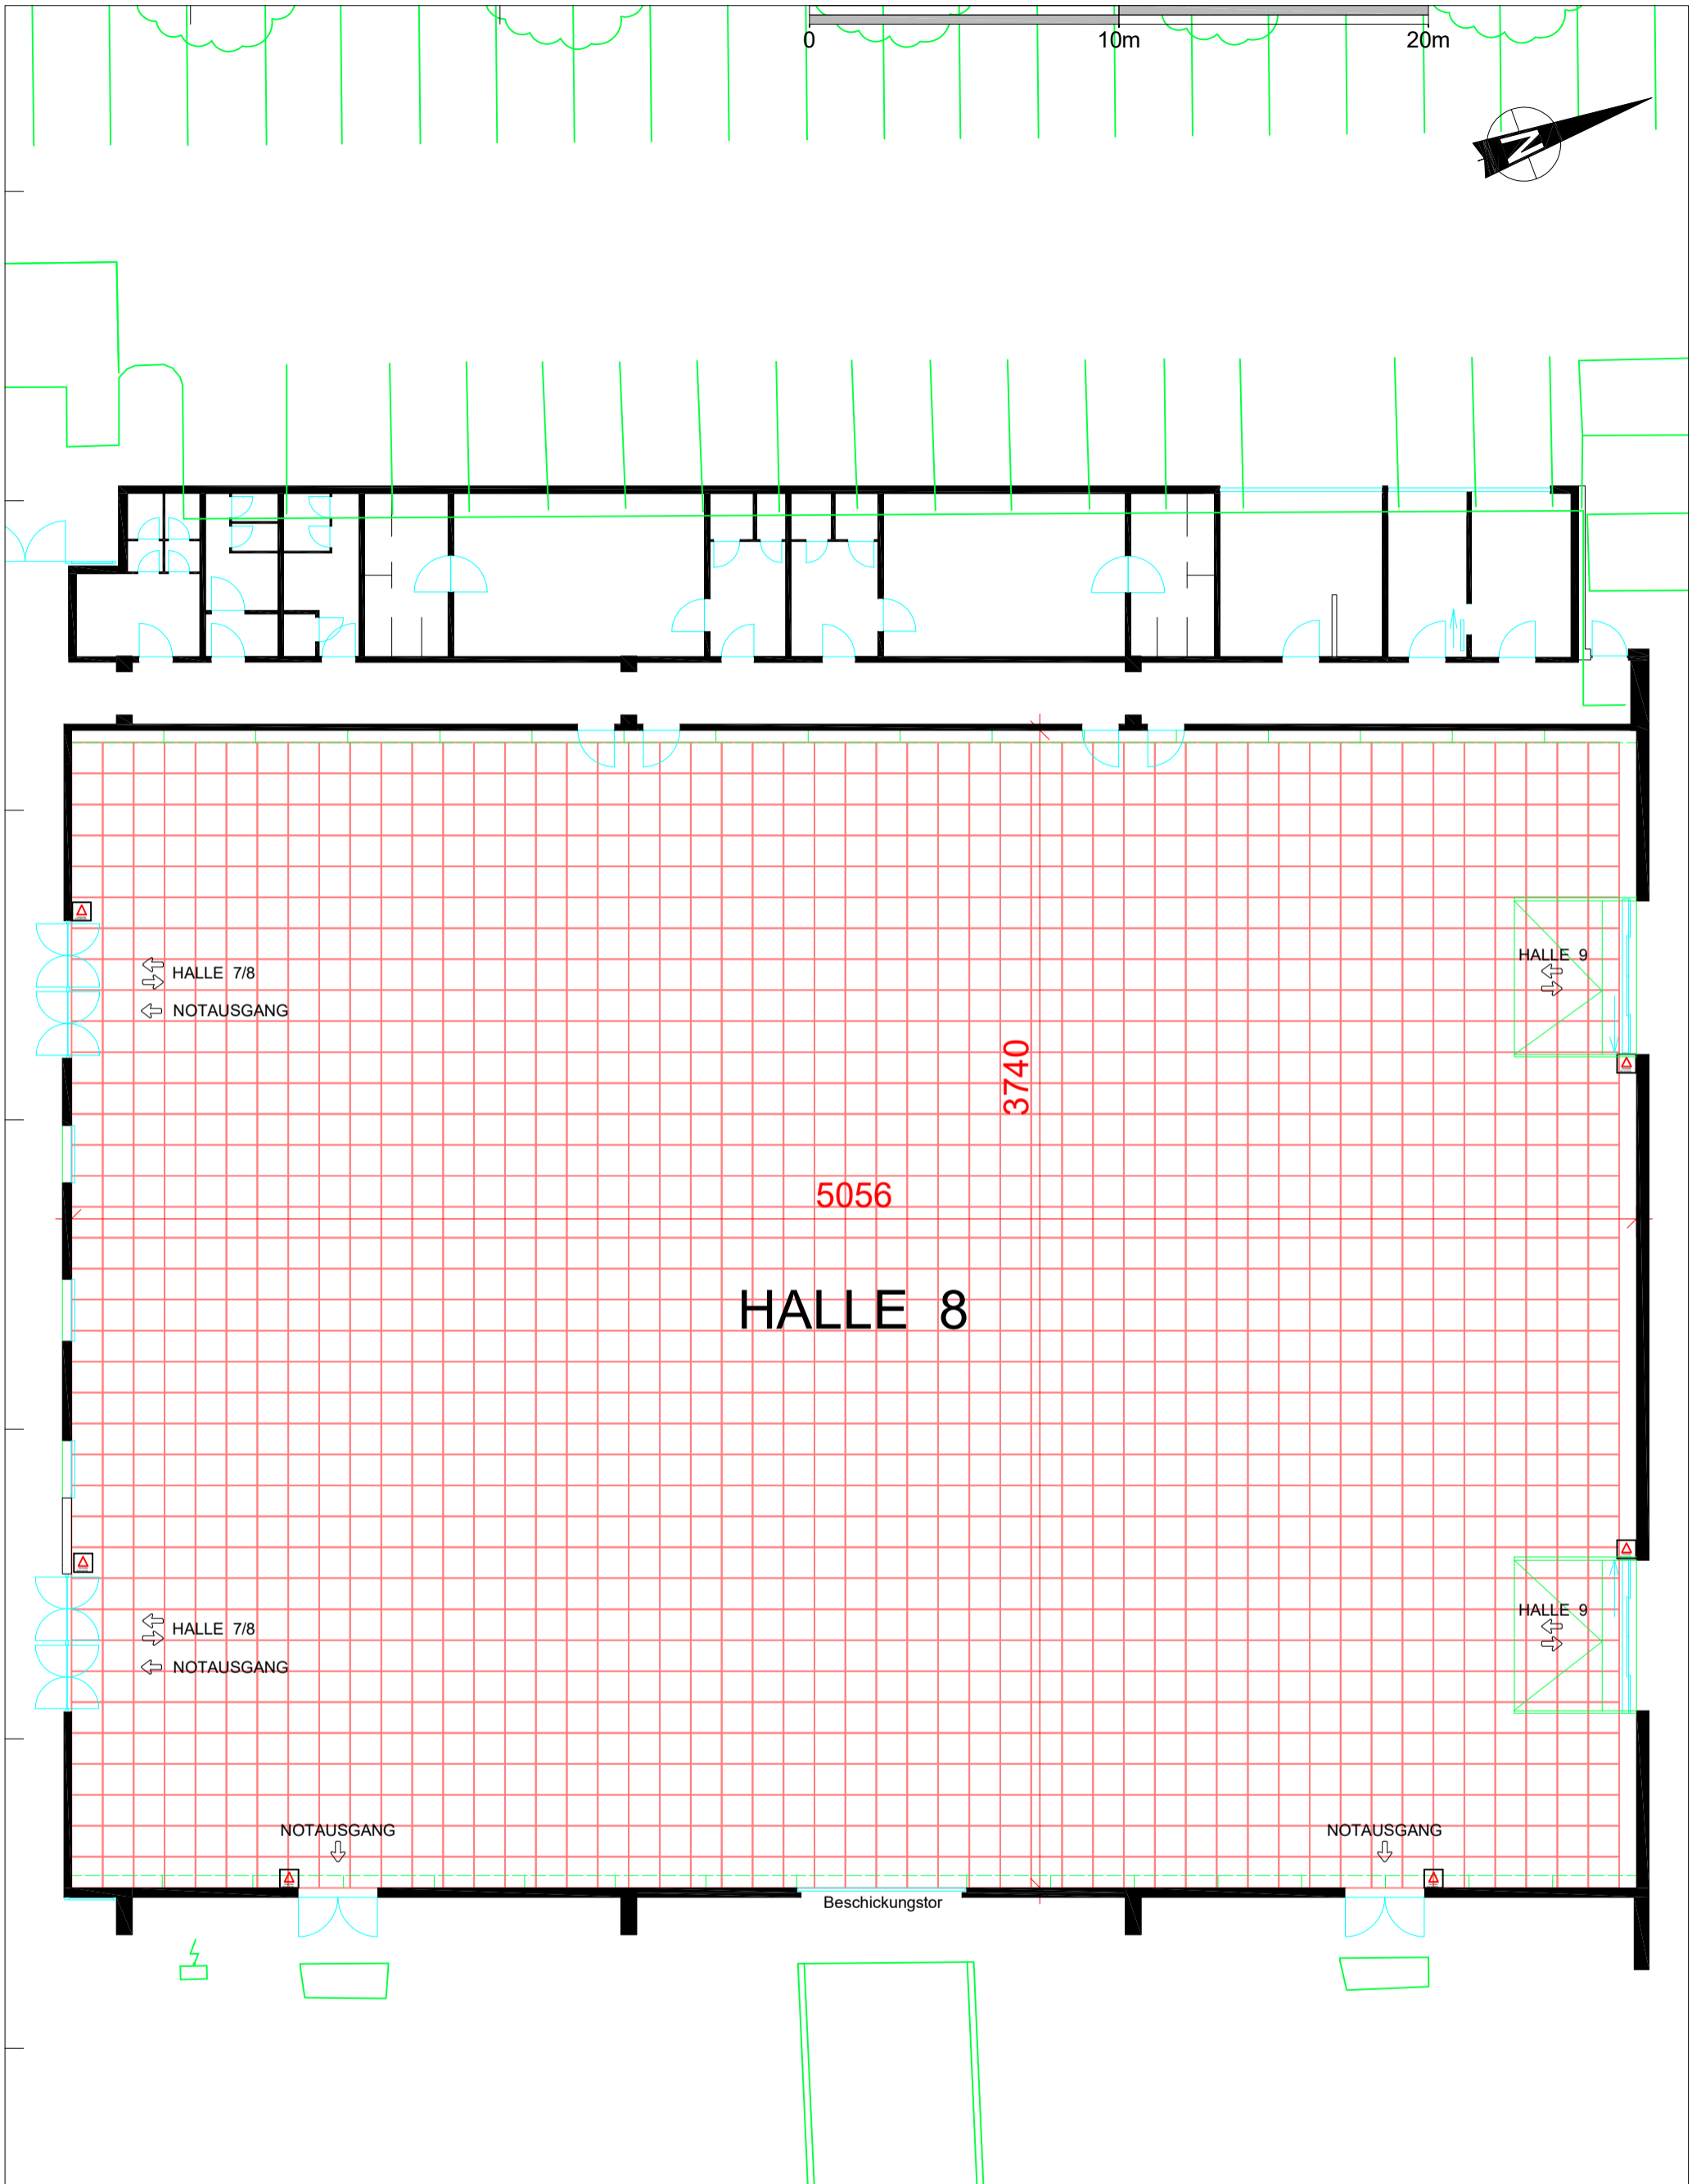 0 10m 20m
N
HALLE 9
HALLE 7/8
NOTAUSGANG
3740
5056
HALLE 8
HALLE 9
HALLE 7/8
NOTAUSGANG
NOTAUSGANG
NOTAUSGANG
Beschickungstor